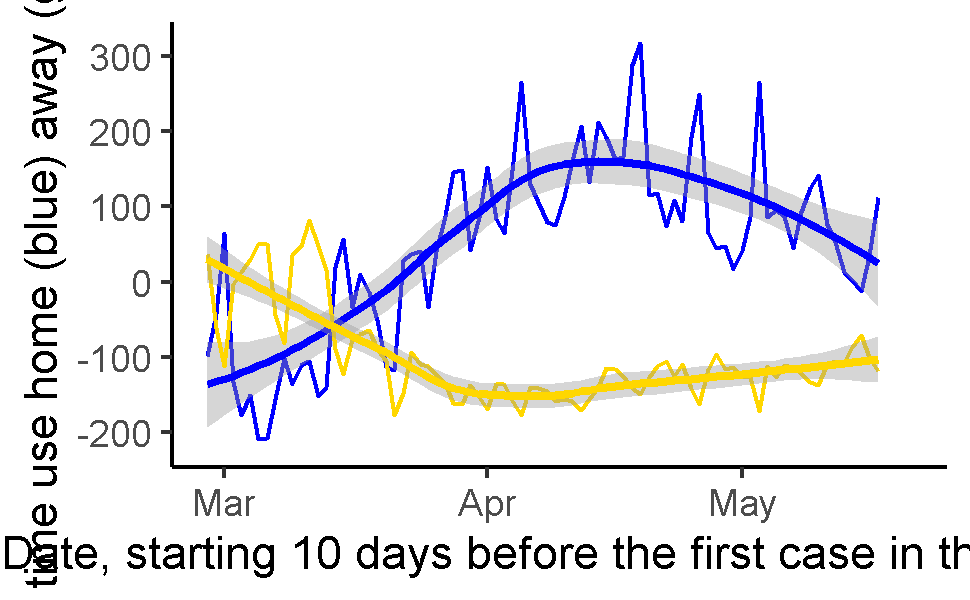 time use home (blue) away (
300
200
100
0
-100
-200
Mar Apr May
Date, starting 10 days before the first case in th